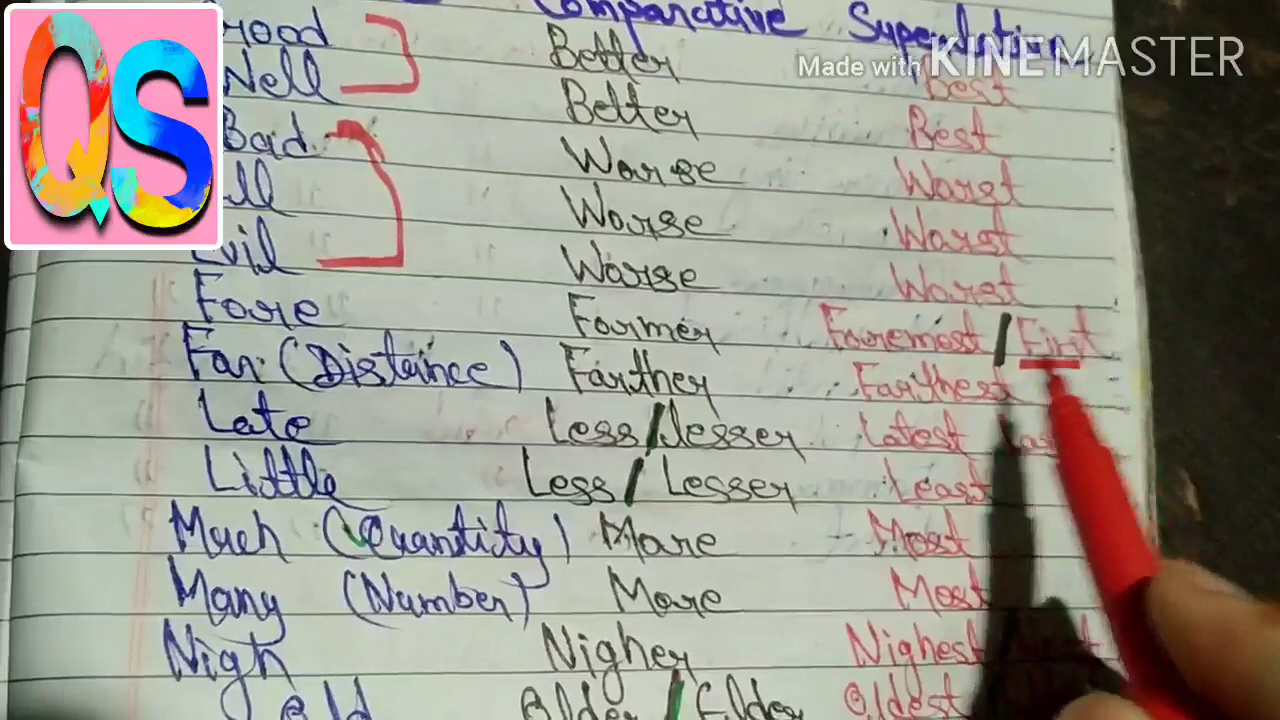 Comparative Superlative
Made with KINEMASTER
QS
Good Better Best
Well Better Best
Bad Worse Worst
Ill Worse Worst
Evil Worse Worst
Fore Former Foremost / First
Far (Distance) Farther Farthest
Late Less/lesser Latest
Little Less / Lesser Least
Much (Quantity) More Most
Many (Number) More Most
Nigh Nigher Nighest
Old Older / Elder Oldest